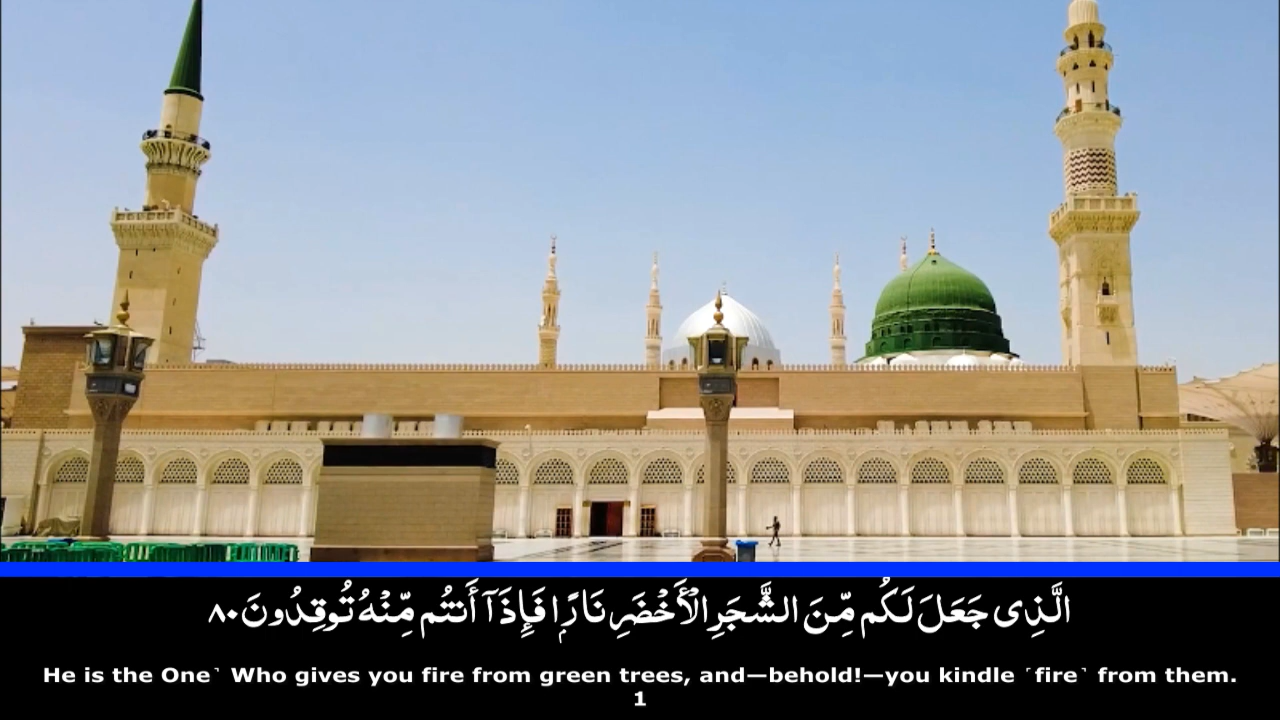 الَّذِى جَعَلَ لَكُم مِّنَ الشَّجَرِ الْأَخْضَرِ نَارًا فَإِذَآ أَنتُم مِّنْهُ تُوقِدُونَ ٨٠
He is the One˺ Who gives you fire from green trees, and—behold!—you kindle ˹fire˺ from them.
1